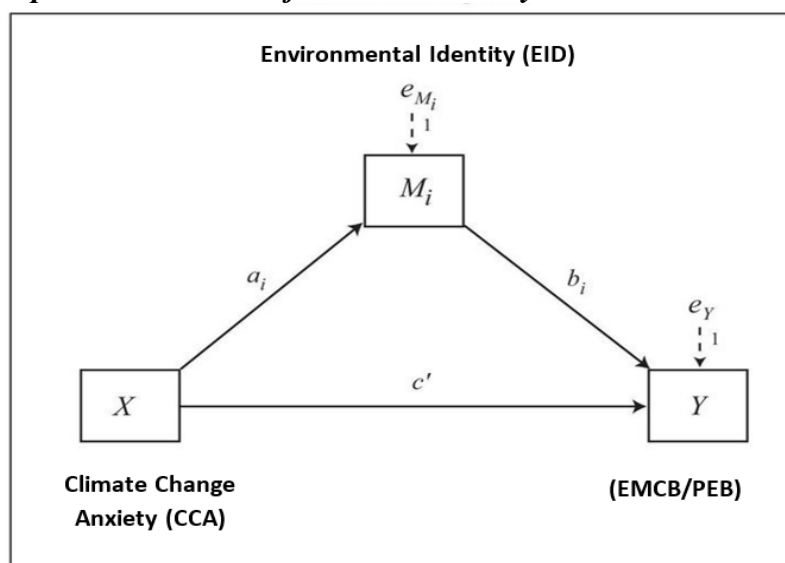 Environmental Identity (EID)
e_{M_i}
1
M_i
a_i
b_i
e_Y
1
c'
X
Y
Climate Change
Anxiety (CCA)
(EMCB/PEB)